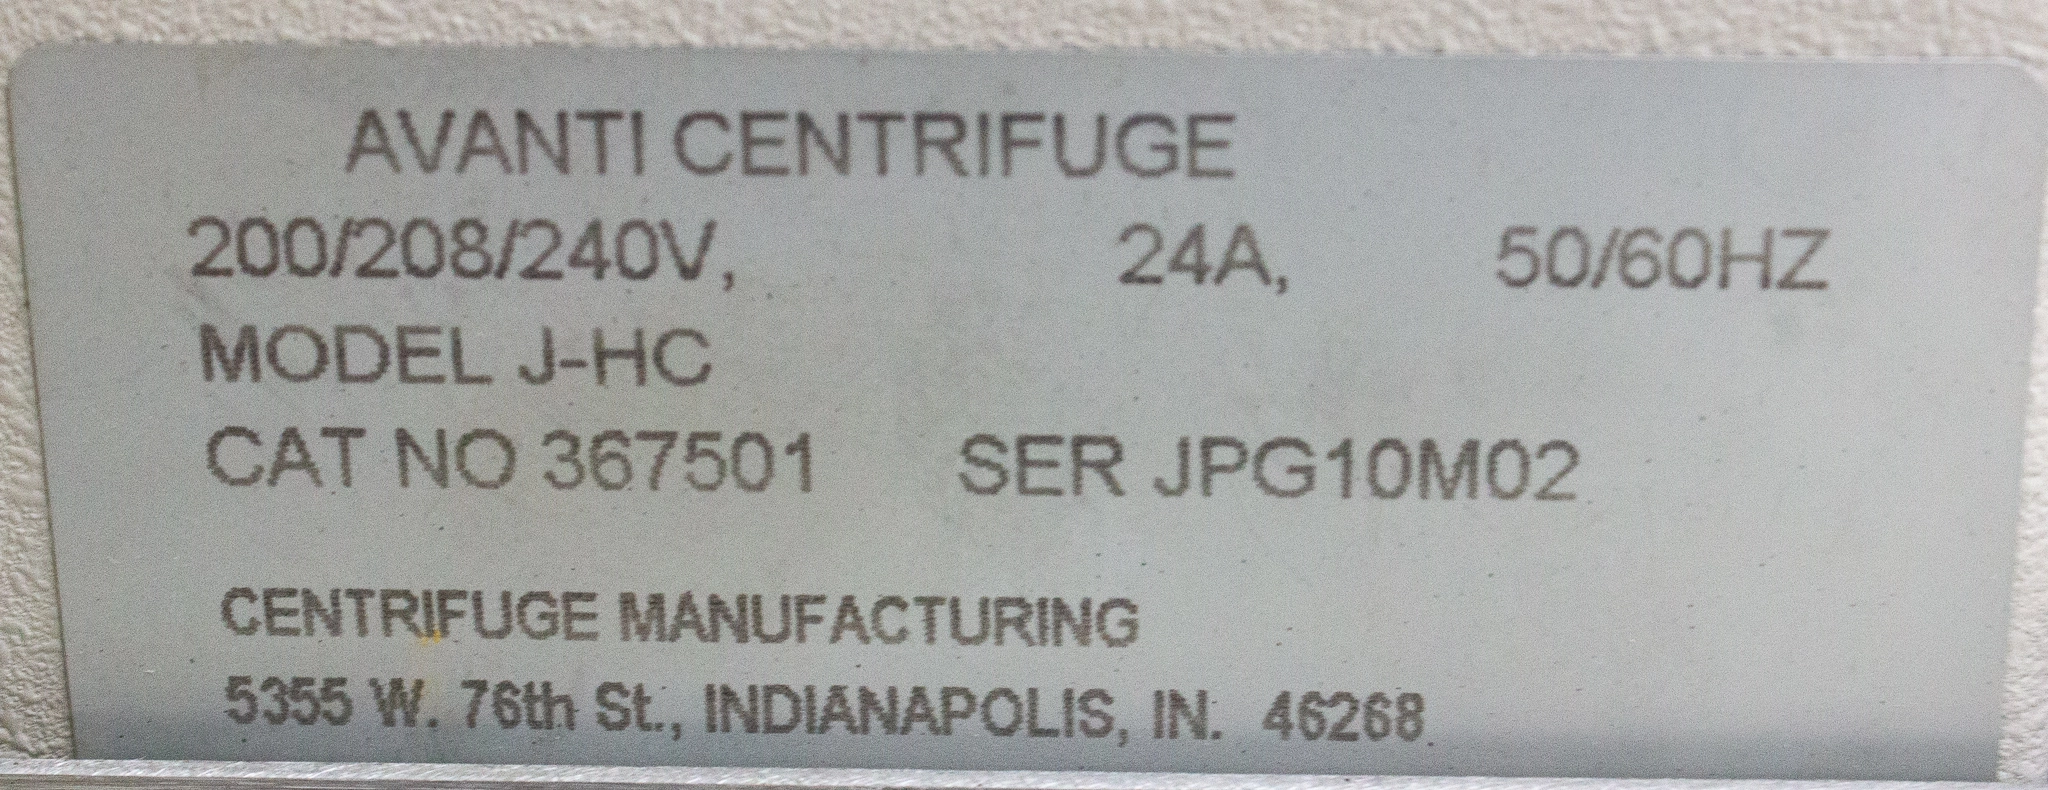 AVANTI CENTRIFUGE
200/208/240V, 24A, 50/60HZ
MODEL J-HC
CAT NO 367501 SER JPG10M02
CENTRIFUGE MANUFACTURING
5355 W. 76th St., INDIANAPOLIS, IN. 46268